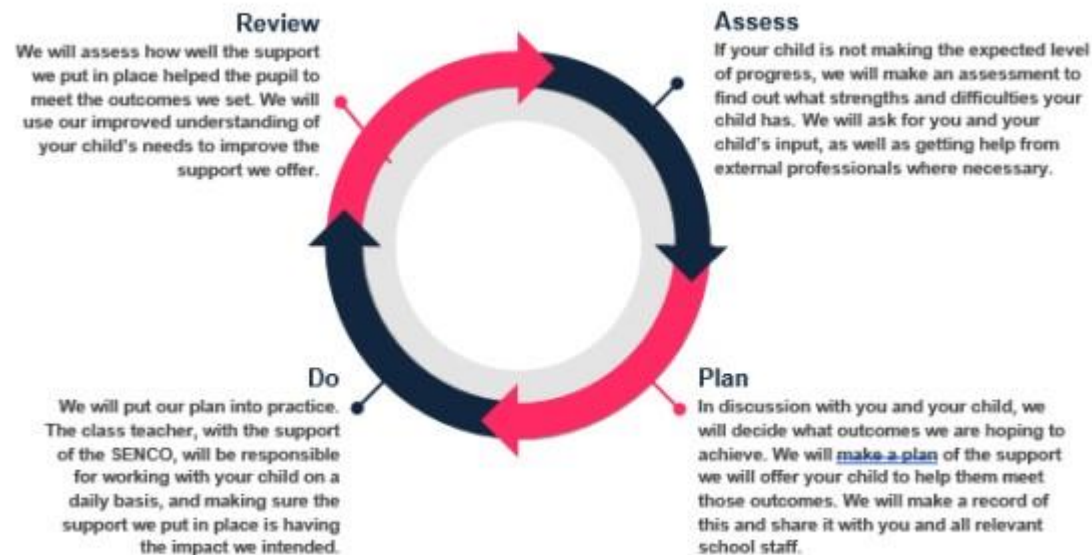 Review
We will assess how well the support
we put in place helped the pupil to
meet the outcomes we set. We will
use our improved understanding of
your child's needs to improve the
support we offer.
Assess
If your child is not making the expected level
of progress, we will make an assessment to
find out what strengths and difficulties your
child has. We will ask for you and your
child's input, as well as getting help from
external professionals where necessary.
Do
We will put our plan into practice.
The class teacher, with the support
of the SENCO, will be responsible
for working with your child on a
daily basis, and making sure the
support we put in place is having
the impact we intended.
Plan
In discussion with you and your child, we
will decide what outcomes we are hoping to
achieve. We will make a plan of the support
we will offer your child to help them meet
those outcomes. We will make a record of
this and share it with you and all relevant
school staff.